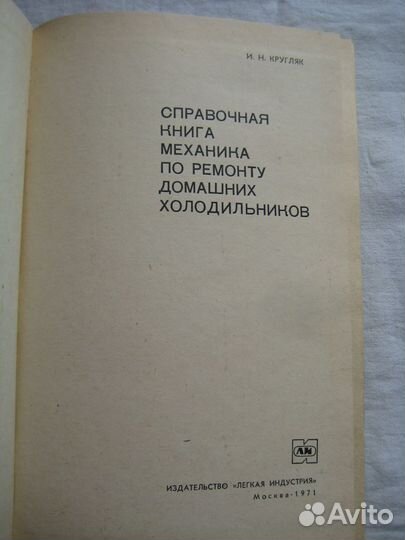 И. Н. КРУГЛЯК
СПРАВОЧНАЯ
КНИГА
МЕХАНИКА
ПО РЕМОНТУ
ДОМАШНИХ
ХОЛОДИЛЬНИКОВ
ЛИ
ИЗДАТЕЛЬСТВО «ЛЕГКАЯ ИНДУСТРИЯ»
Москва-1971
Avito